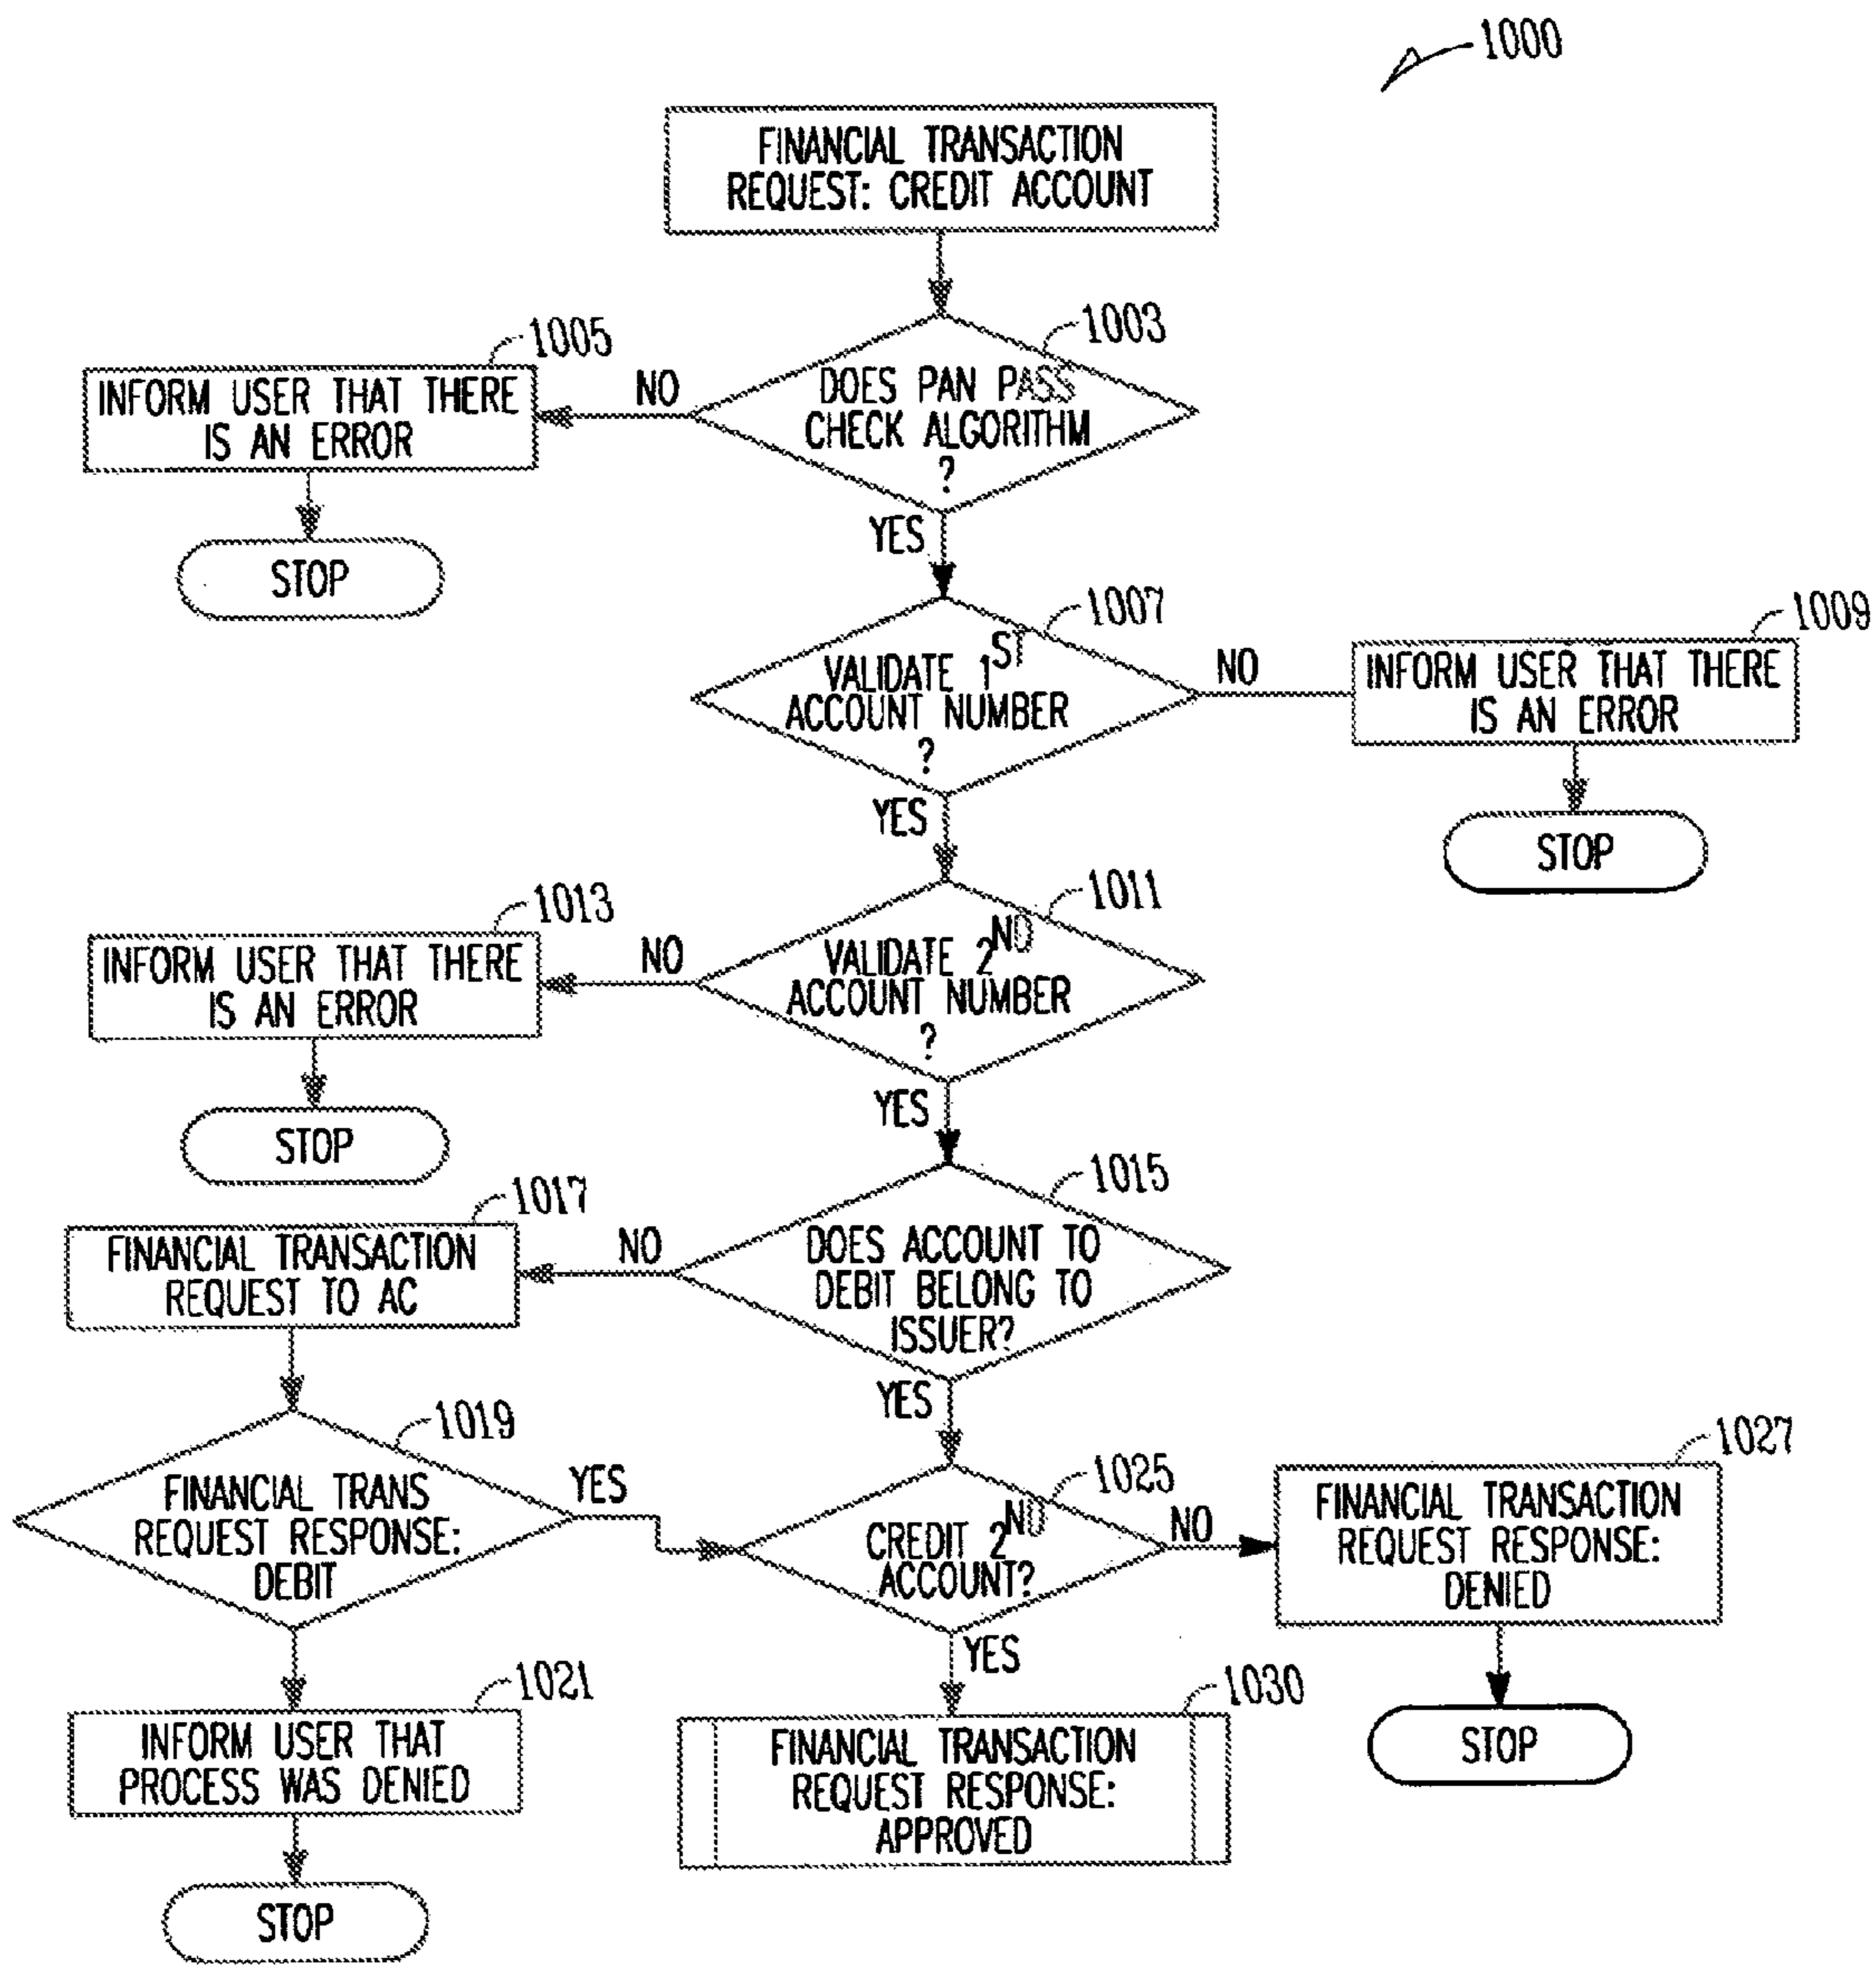 1000
FINANCIAL TRANSACTION
REQUEST: CREDIT ACCOUNT
1003
DOES PAN PASS
CHECK ALGORITHM
?
NO
1005
INFORM USER THAT THERE
IS AN ERROR
STOP
YES
1007
VALIDATE 1ST
ACCOUNT NUMBER
?
NO
1009
INFORM USER THAT THERE
IS AN ERROR
STOP
YES
1011
VALIDATE 2ND
ACCOUNT NUMBER
?
NO
1013
INFORM USER THAT THERE
IS AN ERROR
STOP
YES
1015
DOES ACCOUNT TO
DEBIT BELONG TO
ISSUER?
NO
1017
FINANCIAL TRANSACTION
REQUEST TO AC
1019
FINANCIAL TRANS
REQUEST RESPONSE:
DEBIT
YES
1021
INFORM USER THAT
PROCESS WAS DENIED
STOP
YES
1025
CREDIT 2ND
ACCOUNT?
NO
1027
FINANCIAL TRANSACTION
REQUEST RESPONSE:
DENIED
STOP
YES
1030
FINANCIAL TRANSACTION
REQUEST RESPONSE:
APPROVED